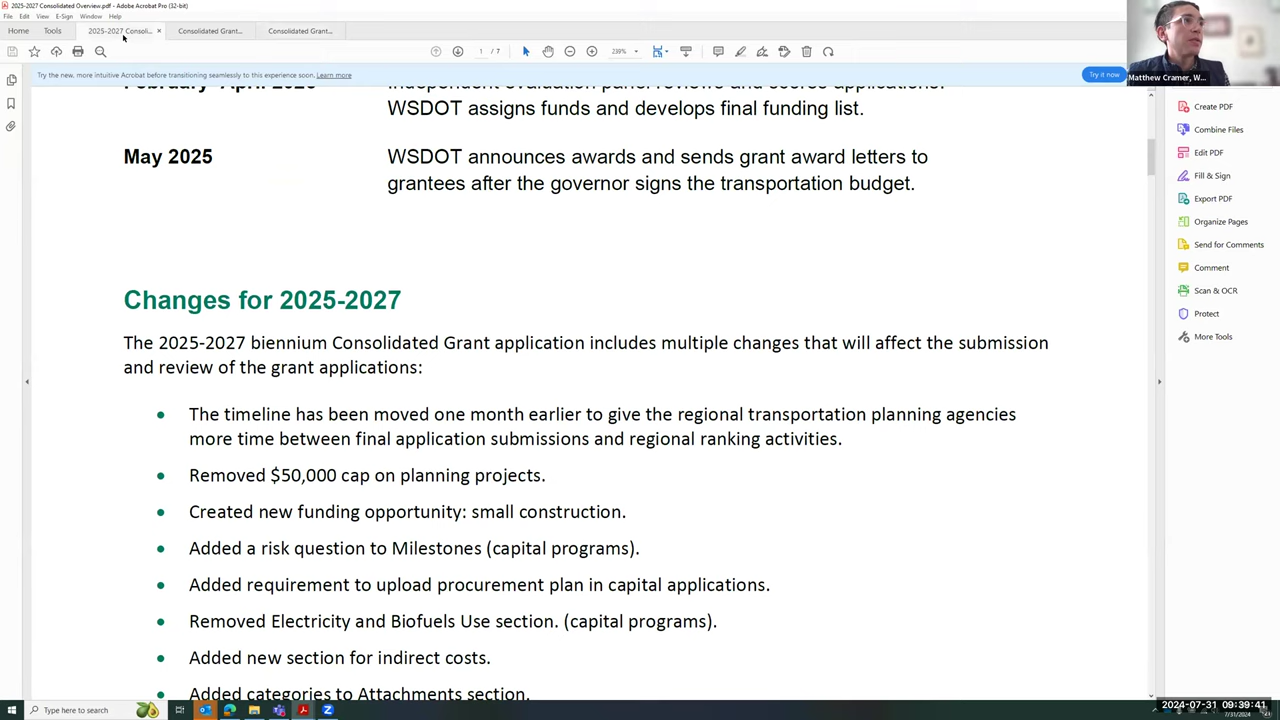 2025-2027 Consolidated Overview.pdf - Adobe Acrobat Pro (32-bit)
File Edit View E-Sign Window Help
Home Tools 2025-2027 Consoli... × Consolidated Grant... Consolidated Grant...
1 / 7 239%
Try the new, more intuitive Acrobat before transitioning seamlessly to this experience soon. Learn more
Try it now
Matthew Cramer, W...
WSDOT assigns funds and develops final funding list.
May 2025 WSDOT announces awards and sends grant award letters to
grantees after the governor signs the transportation budget.
Changes for 2025-2027
The 2025-2027 biennium Consolidated Grant application includes multiple changes that will affect the submission
and review of the grant applications:
• The timeline has been moved one month earlier to give the regional transportation planning agencies
more time between final application submissions and regional ranking activities.
• Removed $50,000 cap on planning projects.
• Created new funding opportunity: small construction.
• Added a risk question to Milestones (capital programs).
• Added requirement to upload procurement plan in capital applications.
• Removed Electricity and Biofuels Use section. (capital programs).
• Added new section for indirect costs.
• Added categories to Attachments section.
Create PDF
Combine Files
Edit PDF
Fill & Sign
Export PDF
Organize Pages
Send for Comments
Comment
Scan & OCR
Protect
More Tools
Type here to search
2024-07-31 09:39:41
7/31/2024